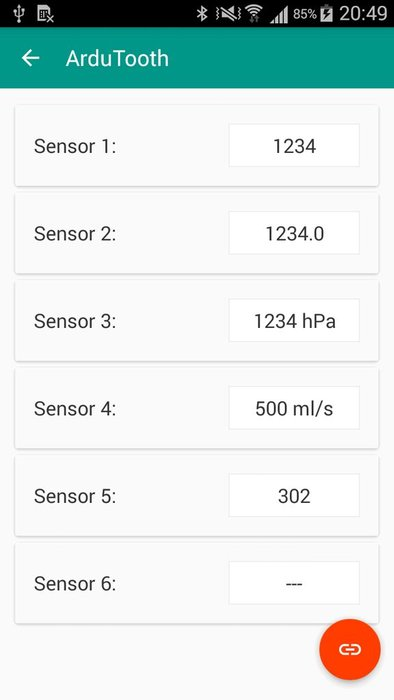 85% 20:49
ArduTooth
Sensor 1: 1234
Sensor 2: 1234.0
Sensor 3: 1234 hPa
Sensor 4: 500 ml/s
Sensor 5: 302
Sensor 6: ---